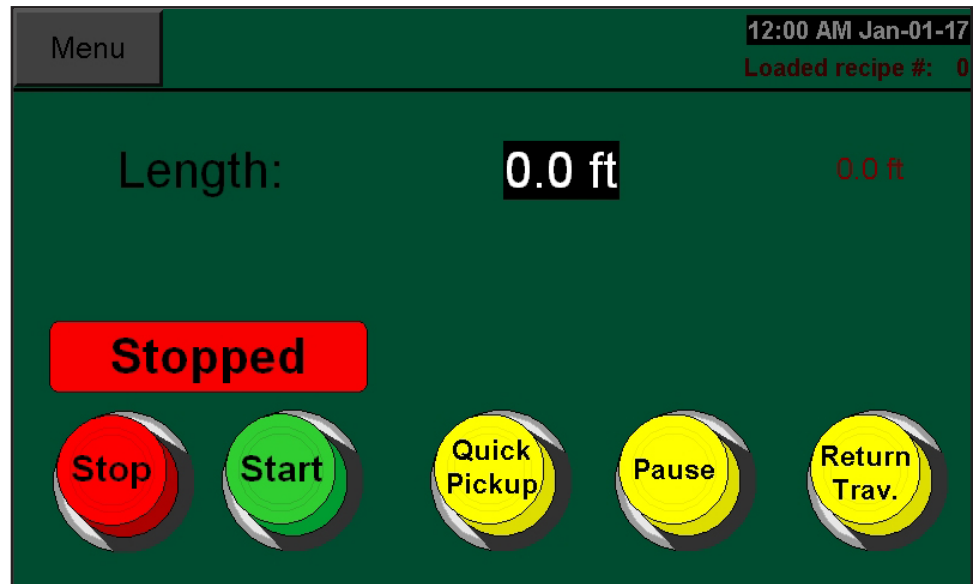 Menu
12:00 AM Jan-01-17
Loaded recipe #: 0
Length: 0.0 ft 0.0 ft
Stopped
Stop
Start
Quick
Pickup
Pause
Return
Trav.